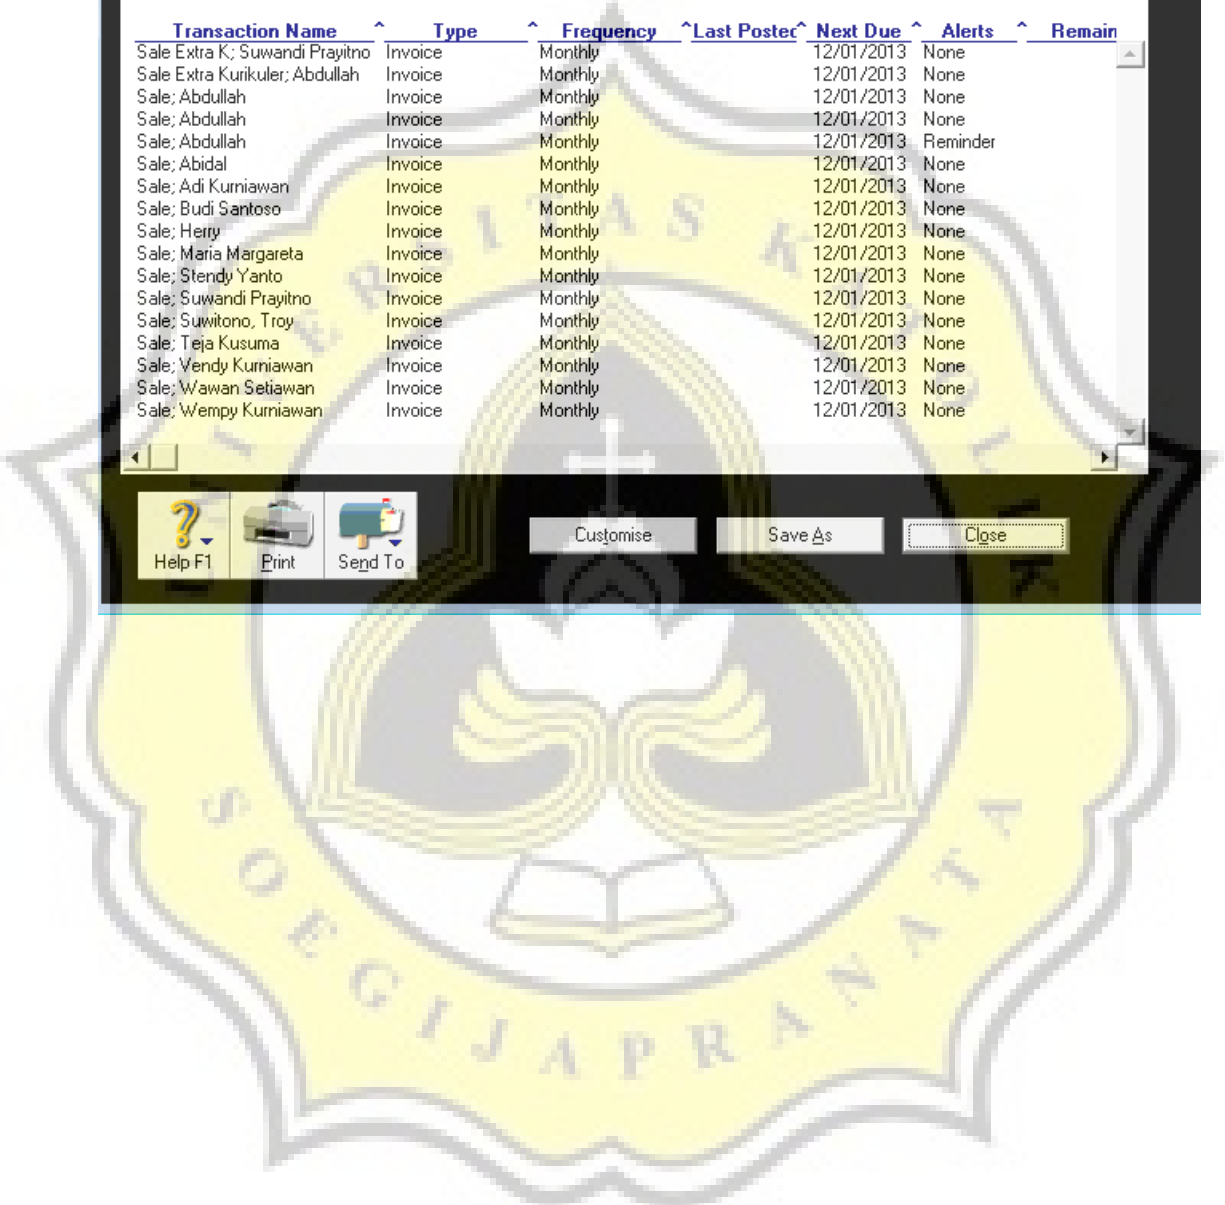 Transaction Name ^ Type ^ Frequency ^Last Postec^ Next Due ^ Alerts ^ Remain
Sale Extra K; Suwandi Prayitno Invoice Monthly 12/01/2013 None
Sale Extra Kurikuler; Abdullah Invoice Monthly 12/01/2013 None
Sale; Abdullah Invoice Monthly 12/01/2013 None
Sale; Abdullah Invoice Monthly 12/01/2013 None
Sale; Abdullah Invoice Monthly 12/01/2013 Reminder
Sale; Abidal Invoice Monthly 12/01/2013 None
Sale; Adi Kurniawan Invoice Monthly 12/01/2013 None
Sale; Budi Santoso Invoice Monthly 12/01/2013 None
Sale; Herry Invoice Monthly 12/01/2013 None
Sale; Maria Margareta Invoice Monthly 12/01/2013 None
Sale; Stendy Yanto Invoice Monthly 12/01/2013 None
Sale; Suwandi Prayitno Invoice Monthly 12/01/2013 None
Sale; Suwitono, Troy Invoice Monthly 12/01/2013 None
Sale; Teja Kusuma Invoice Monthly 12/01/2013 None
Sale; Vendy Kurniawan Invoice Monthly 12/01/2013 None
Sale; Wawan Setiawan Invoice Monthly 12/01/2013 None
Sale; Wempy Kurniawan Invoice Monthly 12/01/2013 None
Customise Save As Close
Help F1 Print Send To
SOEGIJAPRANATA